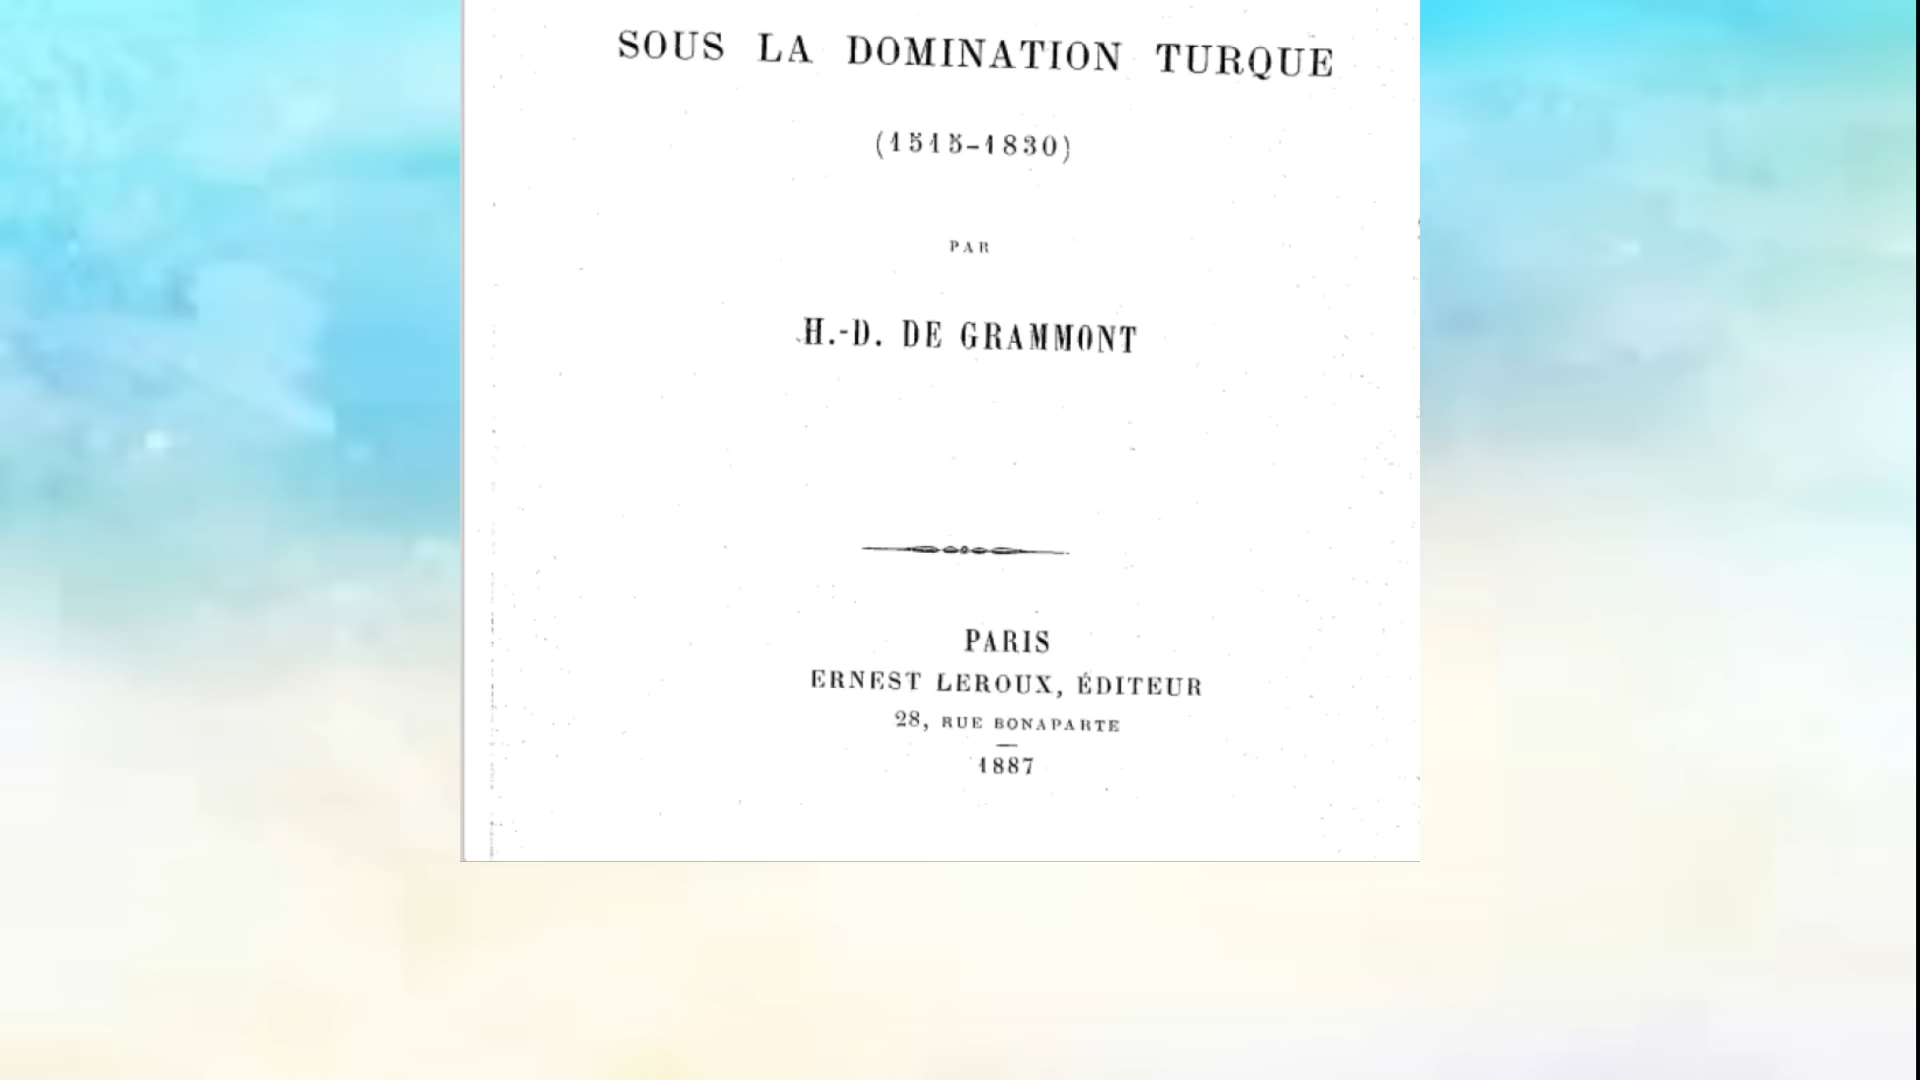 SOUS LA DOMINATION TURQUE
(1515-1830)
PAR
H.-D. DE GRAMMONT
PARIS
ERNEST LEROUX, ÉDITEUR
28, RUE BONAPARTE
1887